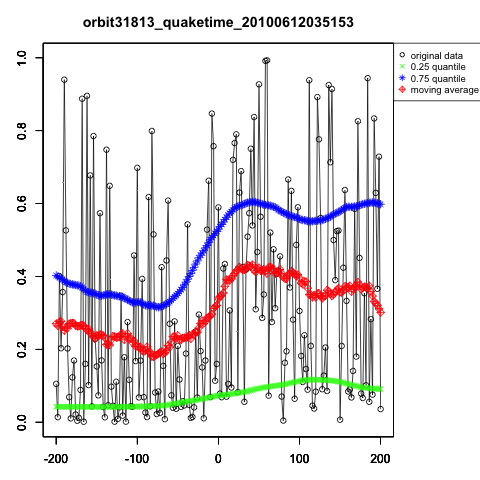 orbit31813_quaketime_20100612035153
original data
0.25 quantile
0.75 quantile
moving average
1.0
0.8
0.6
0.4
0.2
0.0
-200 -100 0 100 200